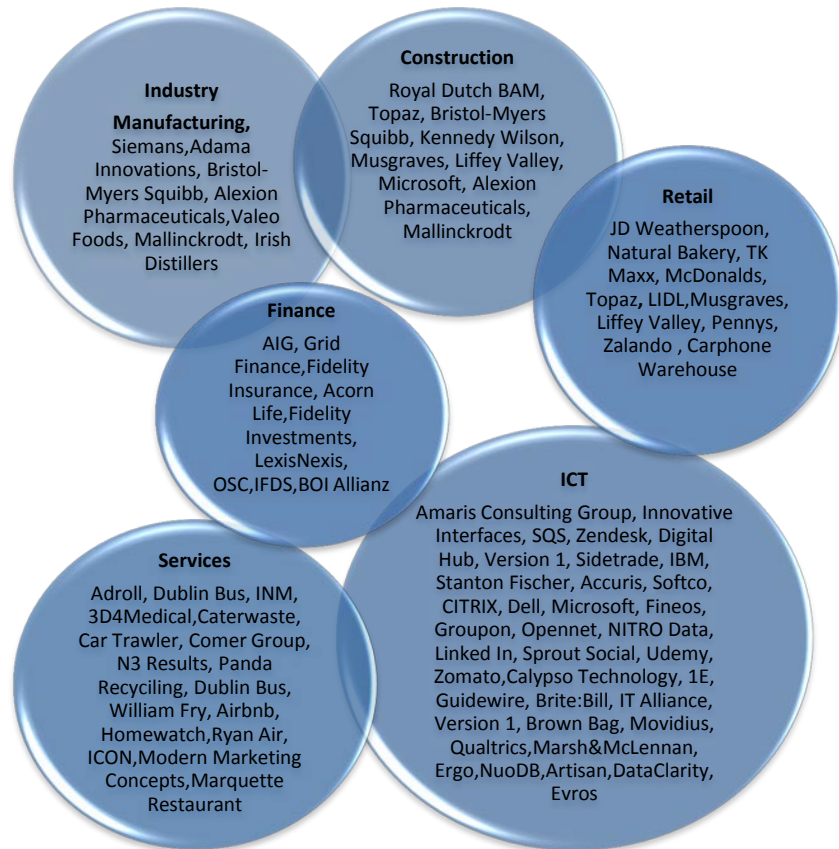 Industry
Manufacturing,
Siemans,Adama
Innovations, Bristol-
Myers Squibb, Alexion
Pharmaceuticals,Valeo
Foods, Mallinckrodt, Irish
Distillers
Construction
Royal Dutch BAM,
Topaz, Bristol-Myers
Squibb, Kennedy Wilson,
Musgraves, Liffey Valley,
Microsoft, Alexion
Pharmaceuticals,
Mallinckrodt
Retail
JD Weatherspoon,
Natural Bakery, TK
Maxx, McDonalds,
Topaz, LIDL,Musgraves,
Liffey Valley, Pennys,
Zalando , Carphone
Warehouse
Finance
AIG, Grid
Finance,Fidelity
Insurance, Acorn
Life,Fidelity
Investments,
LexisNexis,
OSC,IFDS,BOI Allianz
ICT
Amaris Consulting Group, Innovative
Interfaces, SQS, Zendesk, Digital
Hub, Version 1, Sidetrade, IBM,
Stanton Fischer, Accuris, Softco,
CITRIX, Dell, Microsoft, Fineos,
Groupon, Opennet, NITRO Data,
Linked In, Sprout Social, Udemy,
Zomato,Calypso Technology, 1E,
Guidewire, Brite:Bill, IT Alliance,
Version 1, Brown Bag, Movidius,
Qualtrics,Marsh&McLennan,
Ergo,NuoDB,Artisan,DataClarity,
Evros
Services
Adroll, Dublin Bus, INM,
3D4Medical,Caterwaste,
Car Trawler, Comer Group,
N3 Results, Panda
Recyciling, Dublin Bus,
William Fry, Airbnb,
Homewatch,Ryan Air,
ICON,Modern Marketing
Concepts,Marquette
Restaurant